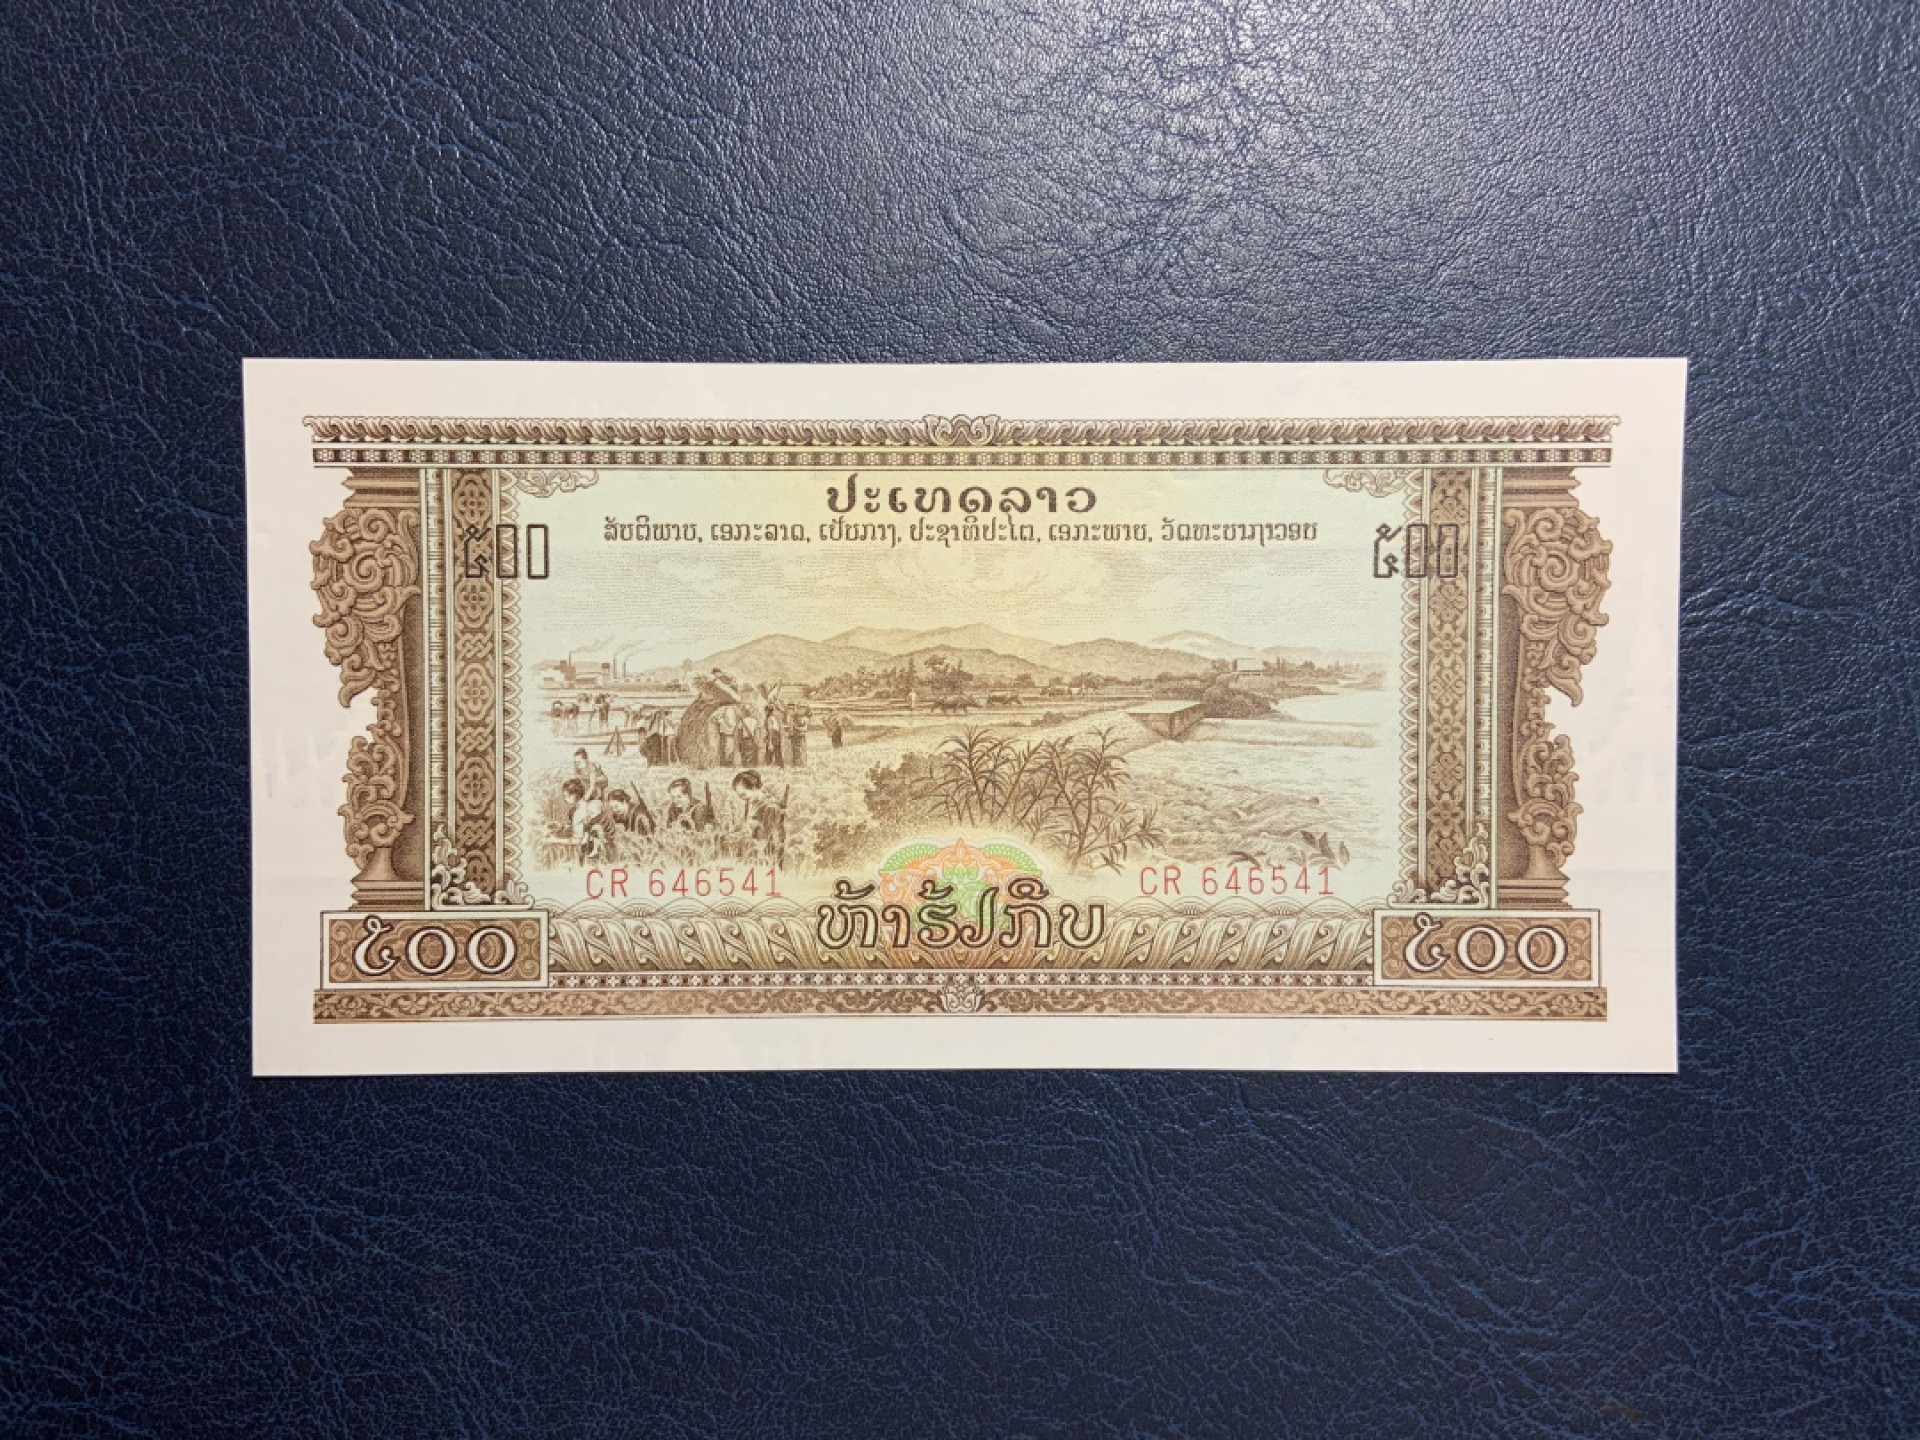 ປະເທດລາວ
ສັນຕິພາບ, ເອກະລາດ, ເປັນກາງ, ປະຊາທິປະໄຕ, ເອກະພາບ, ວັດທະນາຖາວອນ
໕໐໐ ໕໐໐
CR 646541 CR 646541
ຫ້າຮ້ຽກີບ
໕໐໐ ໕໐໐